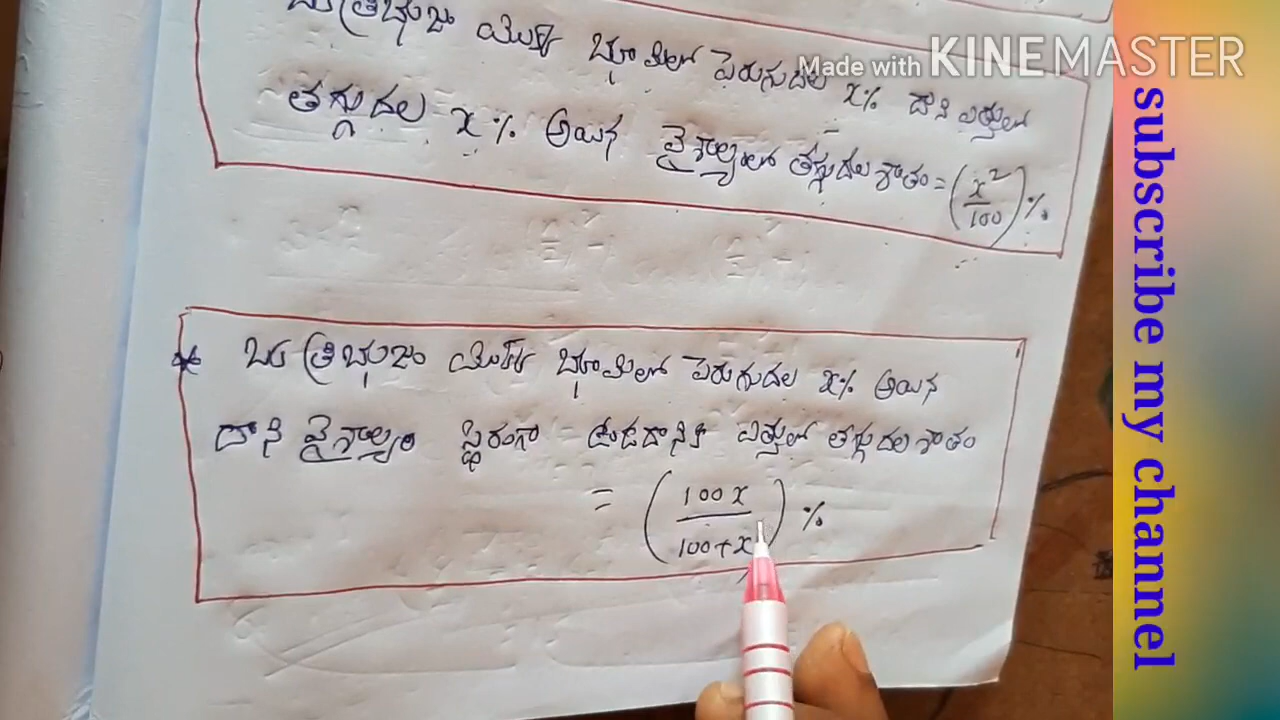 ఒక త్రిభుజం యొక్క భూమిలో పెరుగుదల x% దాని ఎత్తులో
తగ్గుదల x% అయిన వైశాల్యంలో తగ్గుదల శాతం = (x²/100)%
* ఒక త్రిభుజం యొక్క భూమిలో పెరుగుదల x% అయిన
దాని వైశాల్యం స్థిరంగా ఉండడానికి ఎత్తులో తగ్గుదల శాతం
= (100x/100+x)%
Made with KINEMASTER
subscribe my channel